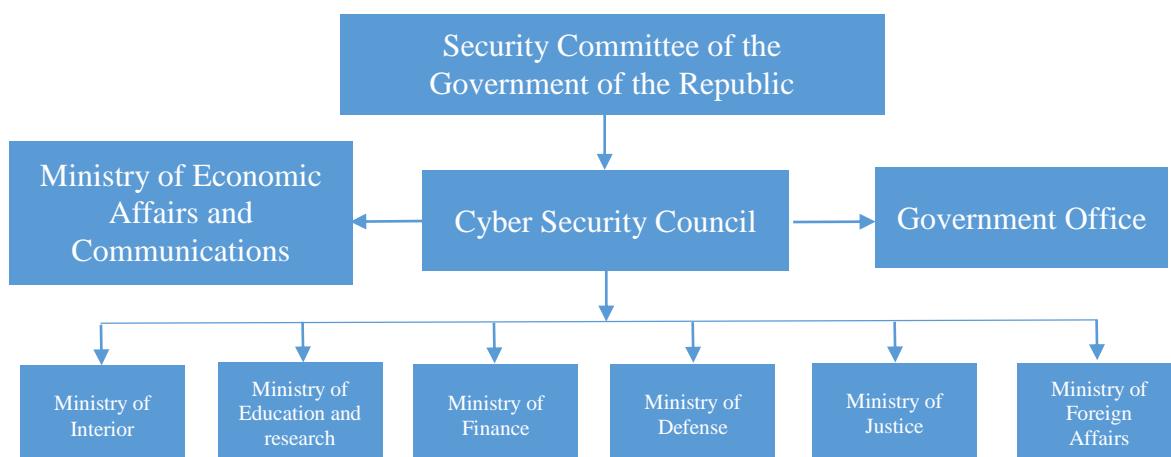 Security Committee of the
Government of the Republic
Ministry of Economic
Affairs and
Communications
Cyber Security Council
Government Office
Ministry of
Interior
Ministry of
Education and
research
Ministry of
Finance
Ministry of
Defense
Ministry of
Justice
Ministry of
Foreign
Affairs